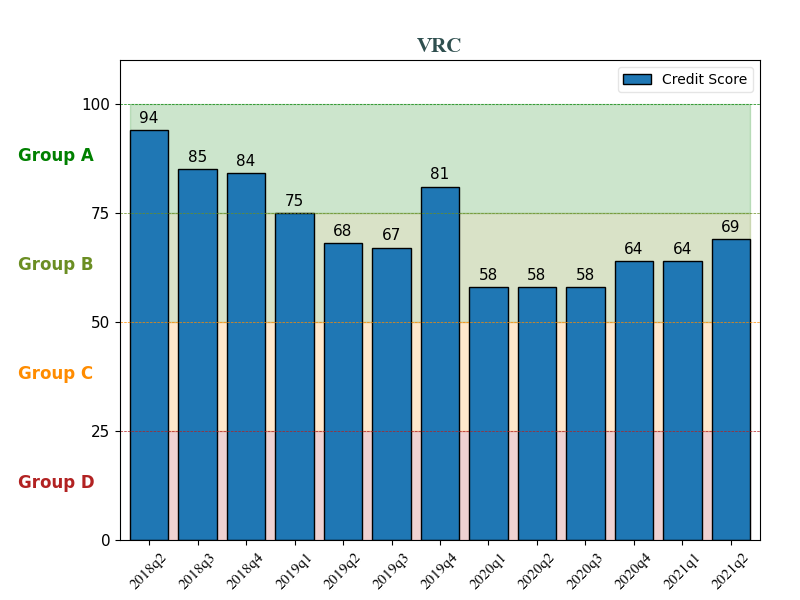 VRC
Credit Score
100
75
50
25
0
Group A
Group B
Group C
Group D
94
85
84
75
68
67
81
58
58
58
64
64
69
2018q2
2018q3
2018q4
2019q1
2019q2
2019q3
2019q4
2020q1
2020q2
2020q3
2020q4
2021q1
2021q2